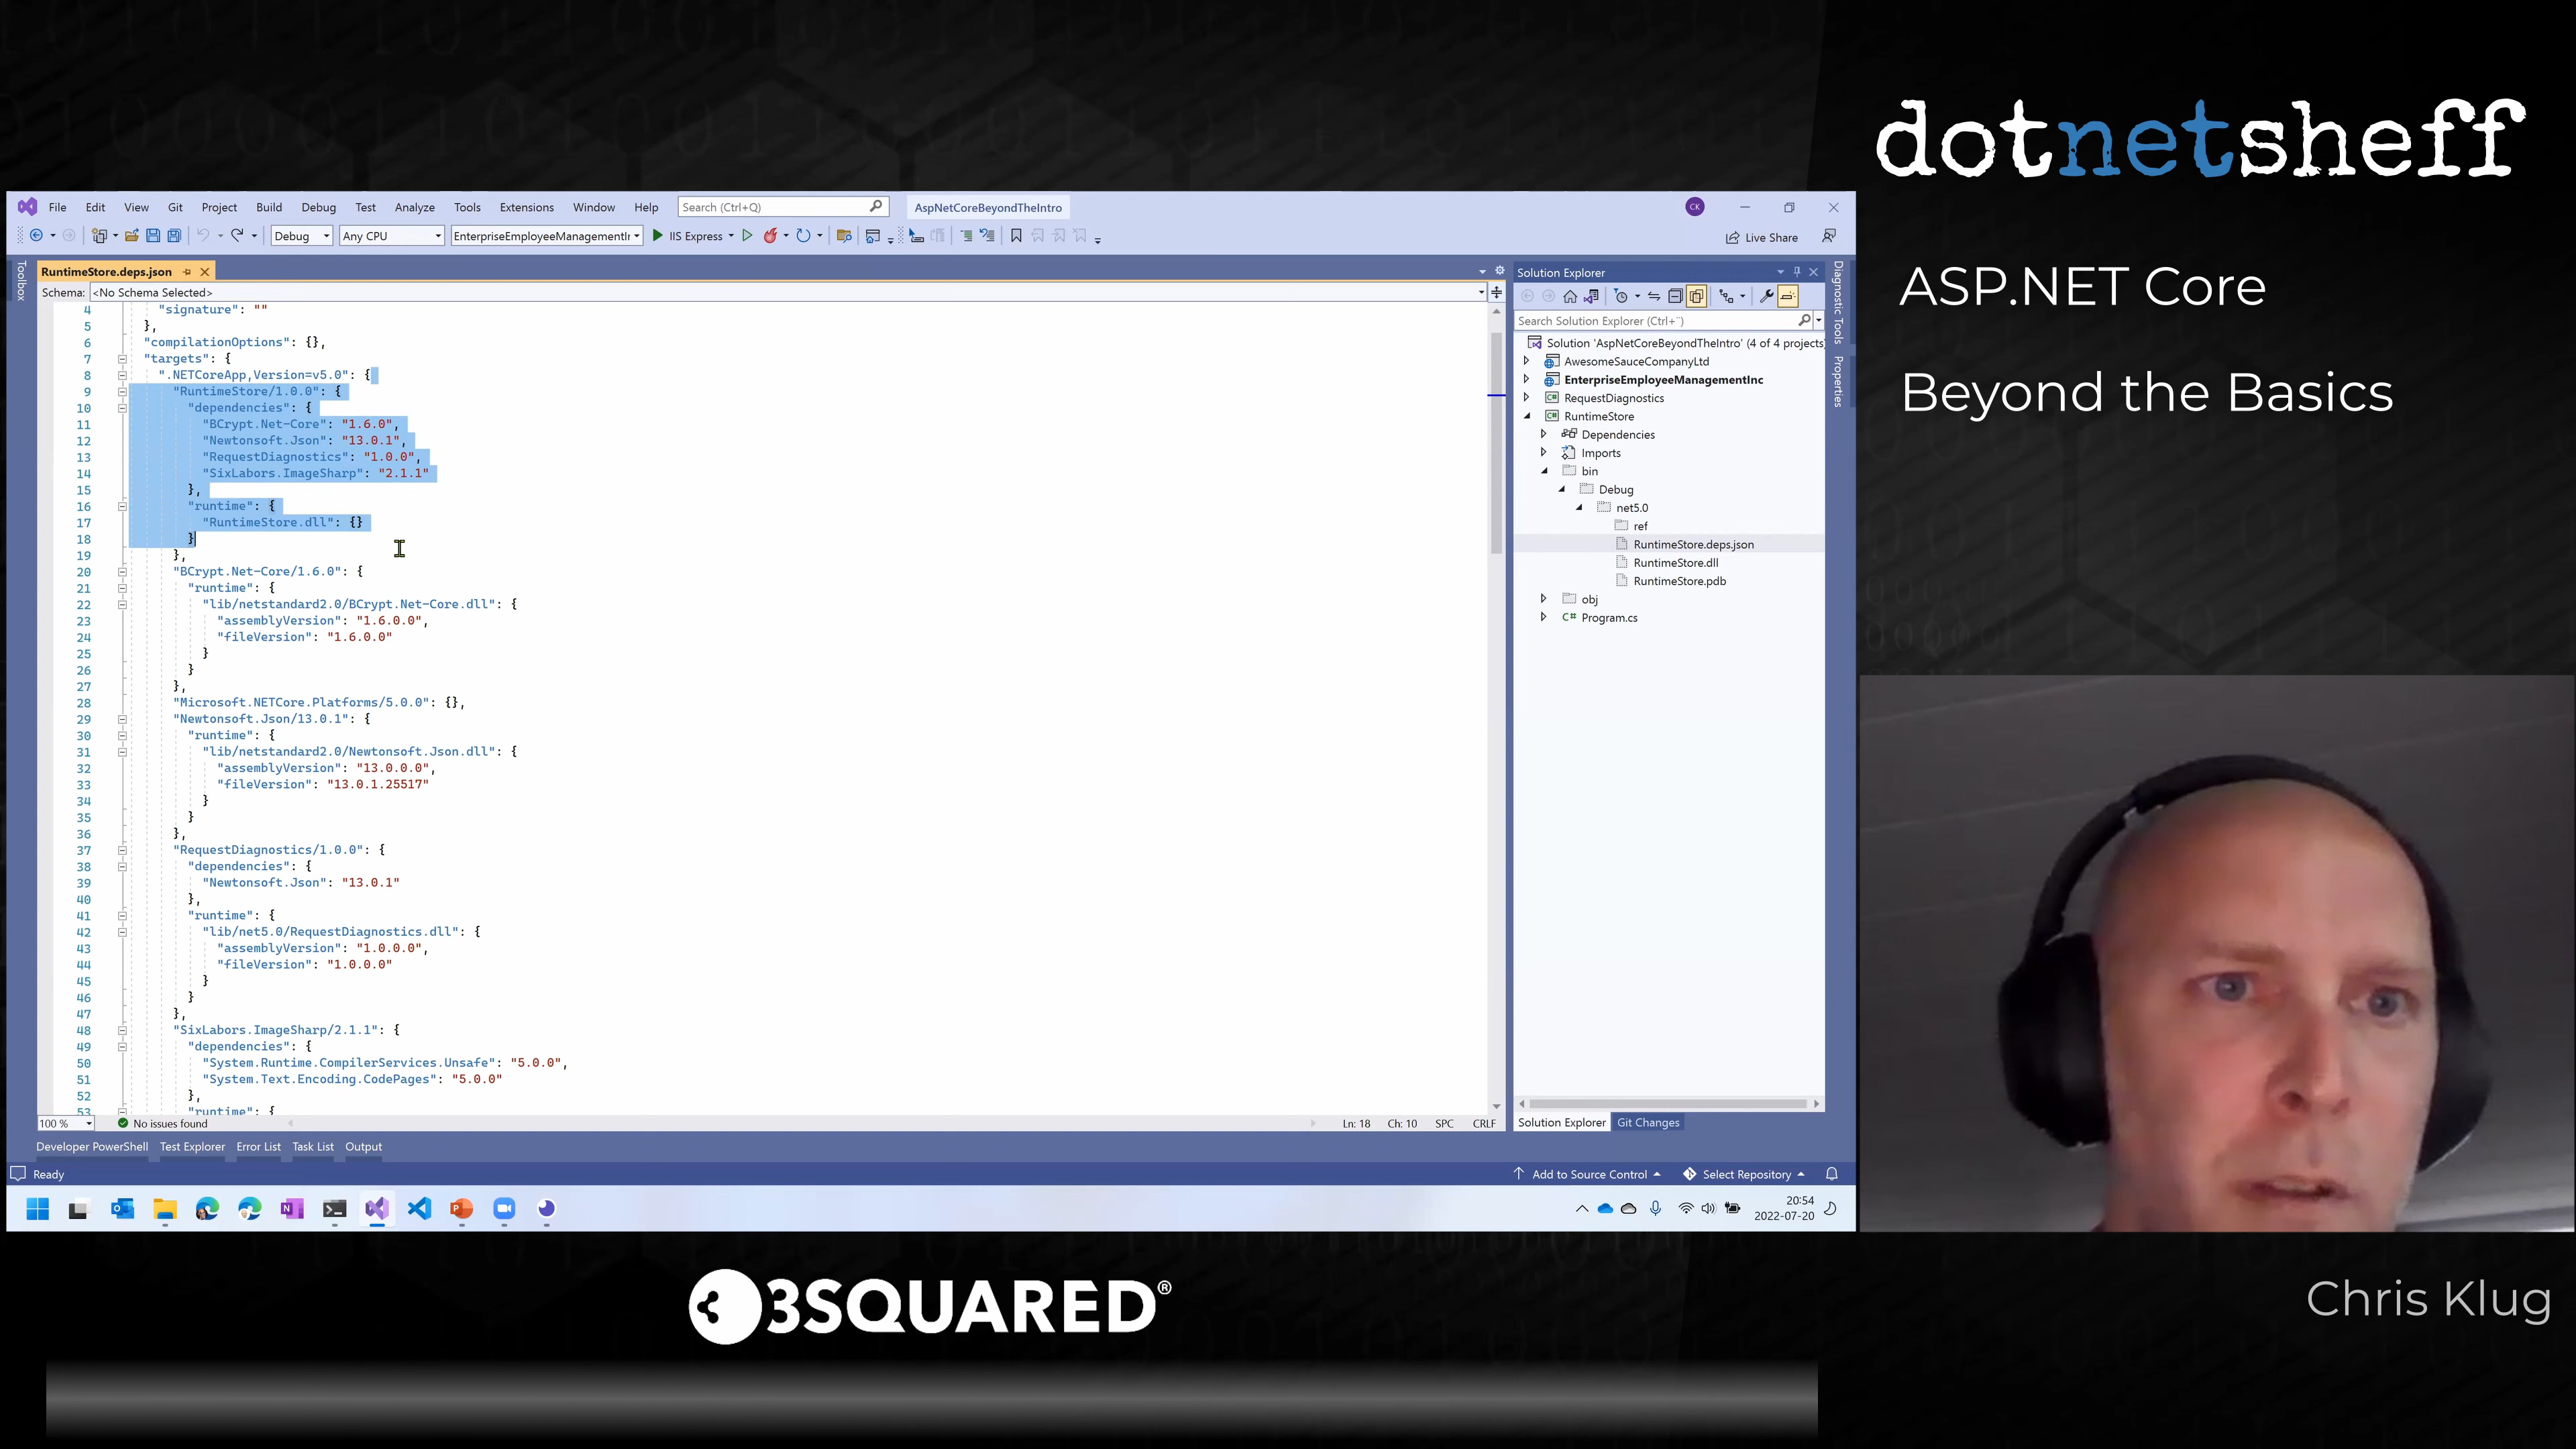 dotnetsheff
ASP.NET Core
Beyond the Basics
File Edit View Git Project Build Debug Test Analyze Tools Extensions Window Help Search (Ctrl+Q) AspNetCoreBeyondTheIntro CK
Debug Any CPU EnterpriseEmployeeManagementIr IIS Express Live Share
Toolbox
RuntimeStore.deps.json
Schema: <No Schema Selected>
4 "signature": ""
5 },
6 "compilationOptions": {},
7 "targets": {
8 ".NETCoreApp,Version=v5.0": {
9 "RuntimeStore/1.0.0": {
10 "dependencies": {
11 "BCrypt.Net-Core": "1.6.0",
12 "Newtonsoft.Json": "13.0.1",
13 "RequestDiagnostics": "1.0.0",
14 "SixLabors.ImageSharp": "2.1.1"
15 },
16 "runtime": {
17 "RuntimeStore.dll": {}
18 }
19 },
20 "BCrypt.Net-Core/1.6.0": {
21 "runtime": {
22 "lib/netstandard2.0/BCrypt.Net-Core.dll": {
23 "assemblyVersion": "1.6.0.0",
24 "fileVersion": "1.6.0.0"
25 }
26 }
27 },
28 "Microsoft.NETCore.Platforms/5.0.0": {},
29 "Newtonsoft.Json/13.0.1": {
30 "runtime": {
31 "lib/netstandard2.0/Newtonsoft.Json.dll": {
32 "assemblyVersion": "13.0.0.0",
33 "fileVersion": "13.0.1.25517"
34 }
35 }
36 },
37 "RequestDiagnostics/1.0.0": {
38 "dependencies": {
39 "Newtonsoft.Json": "13.0.1"
40 },
41 "runtime": {
42 "lib/net5.0/RequestDiagnostics.dll": {
43 "assemblyVersion": "1.0.0.0",
44 "fileVersion": "1.0.0.0"
45 }
46 }
47 },
48 "SixLabors.ImageSharp/2.1.1": {
49 "dependencies": {
50 "System.Runtime.CompilerServices.Unsafe": "5.0.0",
51 "System.Text.Encoding.CodePages": "5.0.0"
52 },
53 "runtime": {
100 % No issues found Ln: 18 Ch: 10 SPC CRLF
Solution Explorer
Search Solution Explorer (Ctrl+¨)
Solution 'AspNetCoreBeyondTheIntro' (4 of 4 projects
AwesomeSauceCompanyLtd
EnterpriseEmployeeManagementInc
RequestDiagnostics
RuntimeStore
Dependencies
Imports
bin
Debug
net5.0
ref
RuntimeStore.deps.json
RuntimeStore.dll
RuntimeStore.pdb
obj
C# Program.cs
Solution Explorer Git Changes
Diagnostic Tools
Properties
Developer PowerShell Test Explorer Error List Task List Output
Ready Add to Source Control Select Repository
20:54
2022-07-20
3SQUARED®
Chris Klug